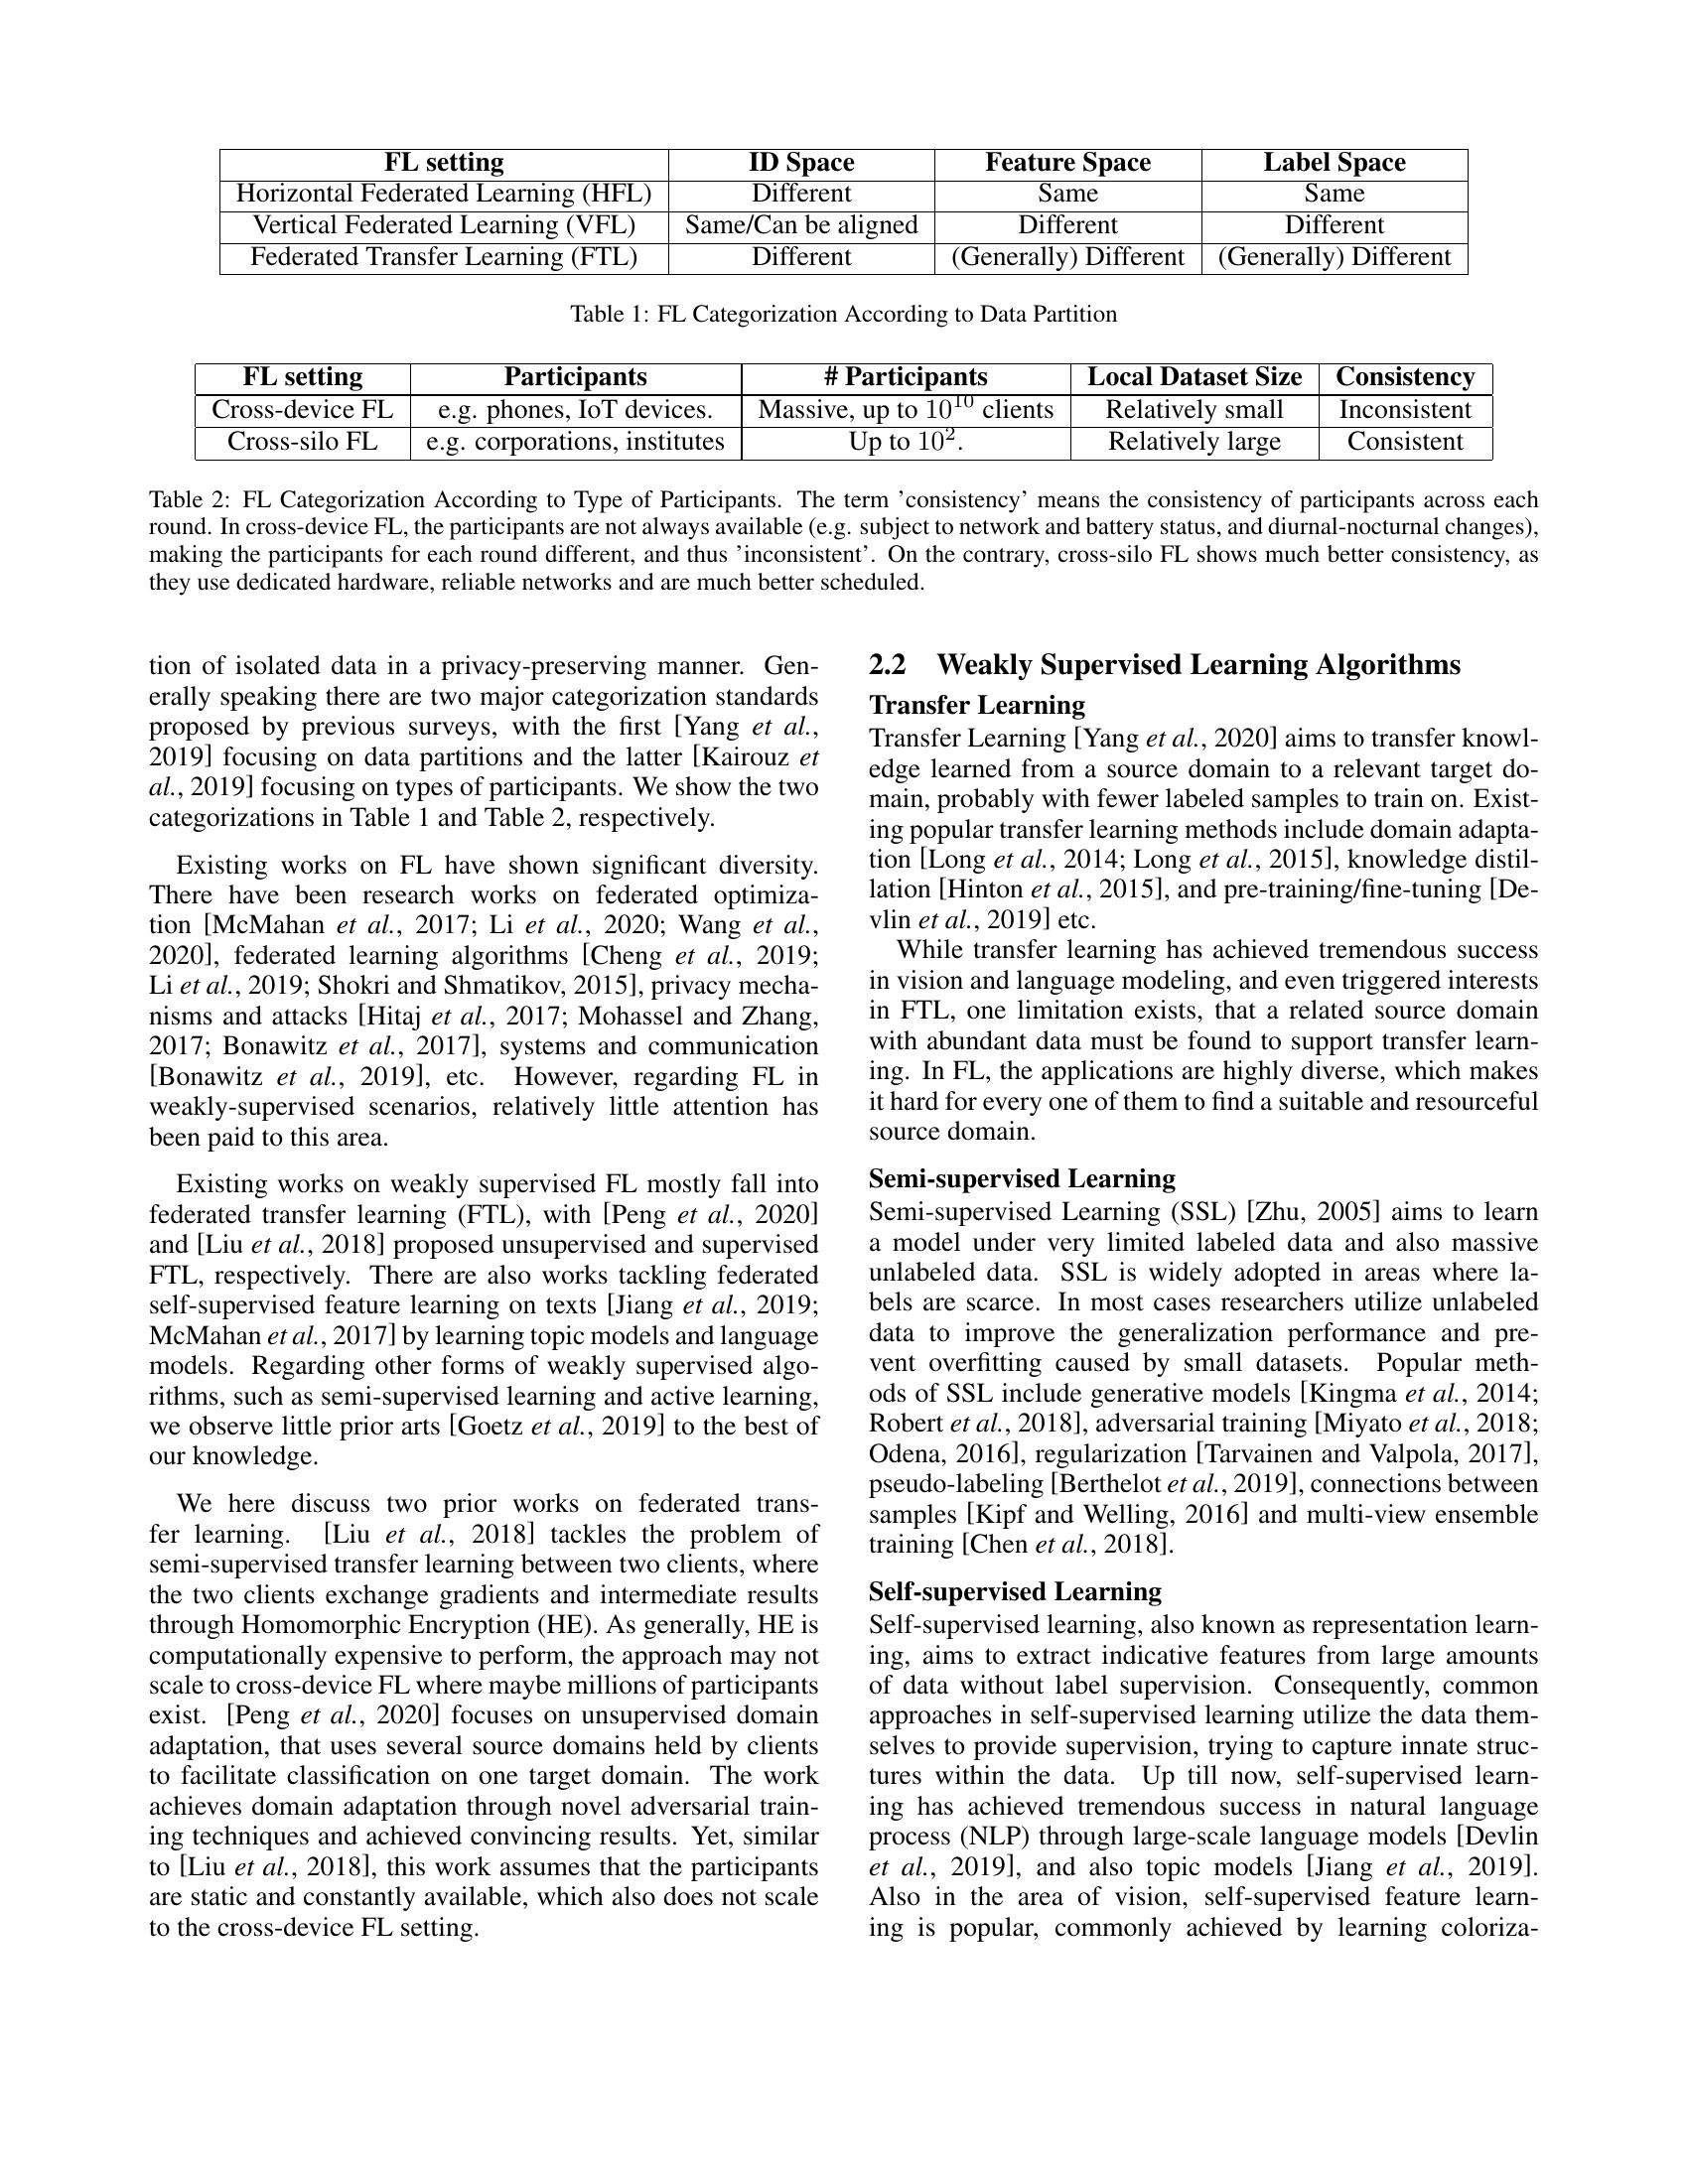 FL setting ID Space Feature Space Label Space
Horizontal Federated Learning (HFL) Different Same Same
Vertical Federated Learning (VFL) Same/Can be aligned Different Different
Federated Transfer Learning (FTL) Different (Generally) Different (Generally) Different
Table 1: FL Categorization According to Data Partition
FL setting Participants # Participants Local Dataset Size Consistency
Cross-device FL e.g. phones, IoT devices. Massive, up to 10^10 clients Relatively small Inconsistent
Cross-silo FL e.g. corporations, institutes Up to 10^2. Relatively large Consistent
Table 2: FL Categorization According to Type of Participants. The term 'consistency' means the consistency of participants across each
round. In cross-device FL, the participants are not always available (e.g. subject to network and battery status, and diurnal-nocturnal changes),
making the participants for each round different, and thus 'inconsistent'. On the contrary, cross-silo FL shows much better consistency, as
they use dedicated hardware, reliable networks and are much better scheduled.
tion of isolated data in a privacy-preserving manner. Gen-
erally speaking there are two major categorization standards
proposed by previous surveys, with the first [Yang et al.,
2019] focusing on data partitions and the latter [Kairouz et
al., 2019] focusing on types of participants. We show the two
categorizations in Table 1 and Table 2, respectively.
Existing works on FL have shown significant diversity.
There have been research works on federated optimiza-
tion [McMahan et al., 2017; Li et al., 2020; Wang et al.,
2020], federated learning algorithms [Cheng et al., 2019;
Li et al., 2019; Shokri and Shmatikov, 2015], privacy mecha-
nisms and attacks [Hitaj et al., 2017; Mohassel and Zhang,
2017; Bonawitz et al., 2017], systems and communication
[Bonawitz et al., 2019], etc. However, regarding FL in
weakly-supervised scenarios, relatively little attention has
been paid to this area.
Existing works on weakly supervised FL mostly fall into
federated transfer learning (FTL), with [Peng et al., 2020]
and [Liu et al., 2018] proposed unsupervised and supervised
FTL, respectively. There are also works tackling federated
self-supervised feature learning on texts [Jiang et al., 2019;
McMahan et al., 2017] by learning topic models and language
models. Regarding other forms of weakly supervised algo-
rithms, such as semi-supervised learning and active learning,
we observe little prior arts [Goetz et al., 2019] to the best of
our knowledge.
We here discuss two prior works on federated trans-
fer learning. [Liu et al., 2018] tackles the problem of
semi-supervised transfer learning between two clients, where
the two clients exchange gradients and intermediate results
through Homomorphic Encryption (HE). As generally, HE is
computationally expensive to perform, the approach may not
scale to cross-device FL where maybe millions of participants
exist. [Peng et al., 2020] focuses on unsupervised domain
adaptation, that uses several source domains held by clients
to facilitate classification on one target domain. The work
achieves domain adaptation through novel adversarial train-
ing techniques and achieved convincing results. Yet, similar
to [Liu et al., 2018], this work assumes that the participants
are static and constantly available, which also does not scale
to the cross-device FL setting.
2.2 Weakly Supervised Learning Algorithms
Transfer Learning
Transfer Learning [Yang et al., 2020] aims to transfer knowl-
edge learned from a source domain to a relevant target do-
main, probably with fewer labeled samples to train on. Exist-
ing popular transfer learning methods include domain adapta-
tion [Long et al., 2014; Long et al., 2015], knowledge distil-
lation [Hinton et al., 2015], and pre-training/fine-tuning [De-
vlin et al., 2019] etc.
While transfer learning has achieved tremendous success
in vision and language modeling, and even triggered interests
in FTL, one limitation exists, that a related source domain
with abundant data must be found to support transfer learn-
ing. In FL, the applications are highly diverse, which makes
it hard for every one of them to find a suitable and resourceful
source domain.
Semi-supervised Learning
Semi-supervised Learning (SSL) [Zhu, 2005] aims to learn
a model under very limited labeled data and also massive
unlabeled data. SSL is widely adopted in areas where la-
bels are scarce. In most cases researchers utilize unlabeled
data to improve the generalization performance and pre-
vent overfitting caused by small datasets. Popular meth-
ods of SSL include generative models [Kingma et al., 2014;
Robert et al., 2018], adversarial training [Miyato et al., 2018;
Odena, 2016], regularization [Tarvainen and Valpola, 2017],
pseudo-labeling [Berthelot et al., 2019], connections between
samples [Kipf and Welling, 2016] and multi-view ensemble
training [Chen et al., 2018].
Self-supervised Learning
Self-supervised learning, also known as representation learn-
ing, aims to extract indicative features from large amounts
of data without label supervision. Consequently, common
approaches in self-supervised learning utilize the data them-
selves to provide supervision, trying to capture innate struc-
tures within the data. Up till now, self-supervised learn-
ing has achieved tremendous success in natural language
process (NLP) through large-scale language models [Devlin
et al., 2019], and also topic models [Jiang et al., 2019].
Also in the area of vision, self-supervised feature learn-
ing is popular, commonly achieved by learning coloriza-